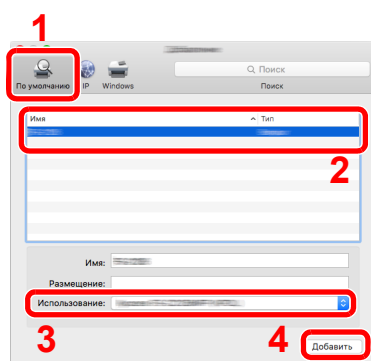 1
По умолчанию IP Windows
Поиск
Поиск
Имя Тип
2
Имя:
Размещение:
Использование:
3
4
Добавить